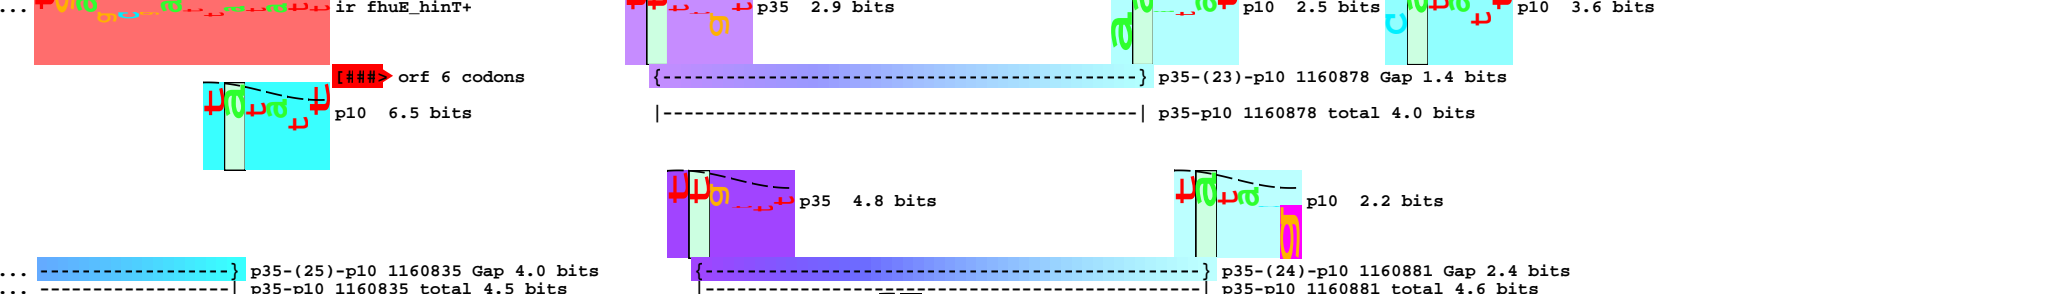 ... ir fhuE_hinT+ p35 2.9 bits p10 2.5 bits p10 3.6 bits
[###> orf 6 codons {---------------------------------------------} p35-(23)-p10 1160878 Gap 1.4 bits
tatatt p10 6.5 bits |---------------------------------------------| p35-p10 1160878 total 4.0 bits
p35 4.8 bits tata p10 2.2 bits
... ------------------} p35-(25)-p10 1160835 Gap 4.0 bits {-----------------------------------------------} p35-(24)-p10 1160881 Gap 2.4 bits
... ------------------| p35-p10 1160835 total 4.5 bits |-----------------------------------------------| p35-p10 1160881 total 4.6 bits